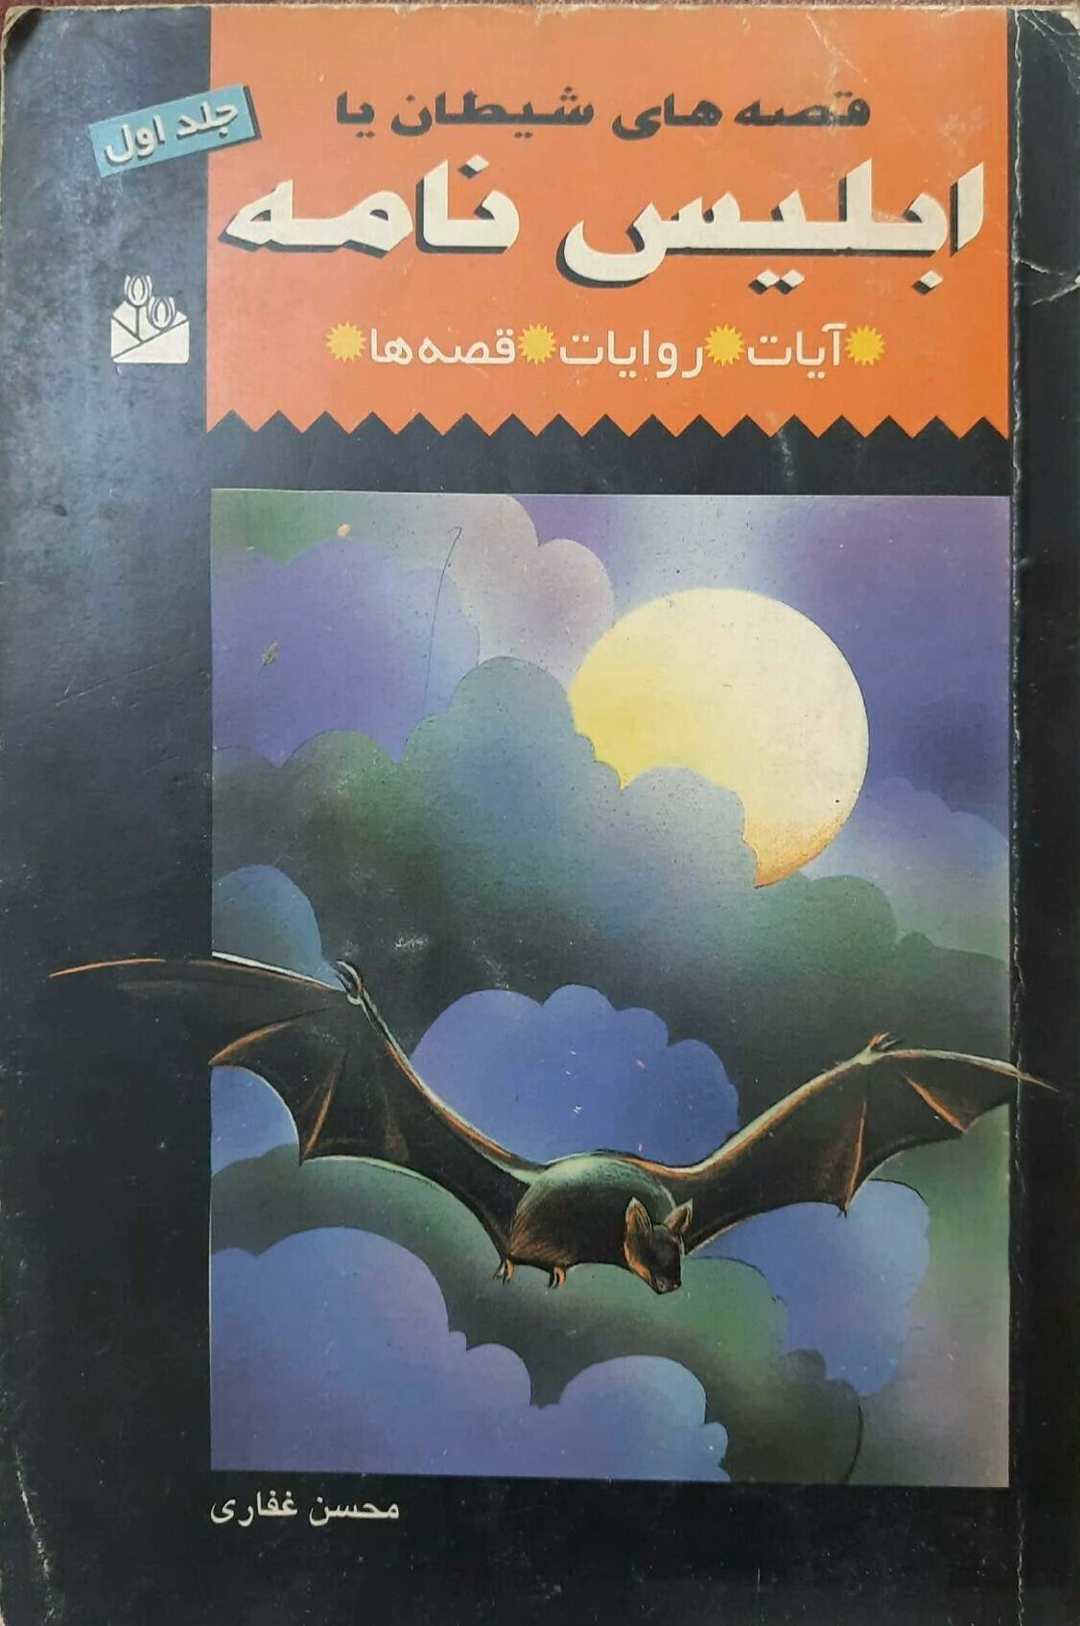 قصه های شیطان یا
جلد اول
ابلیس نامه
آیات روایات قصه‌ها
محسن غفاری